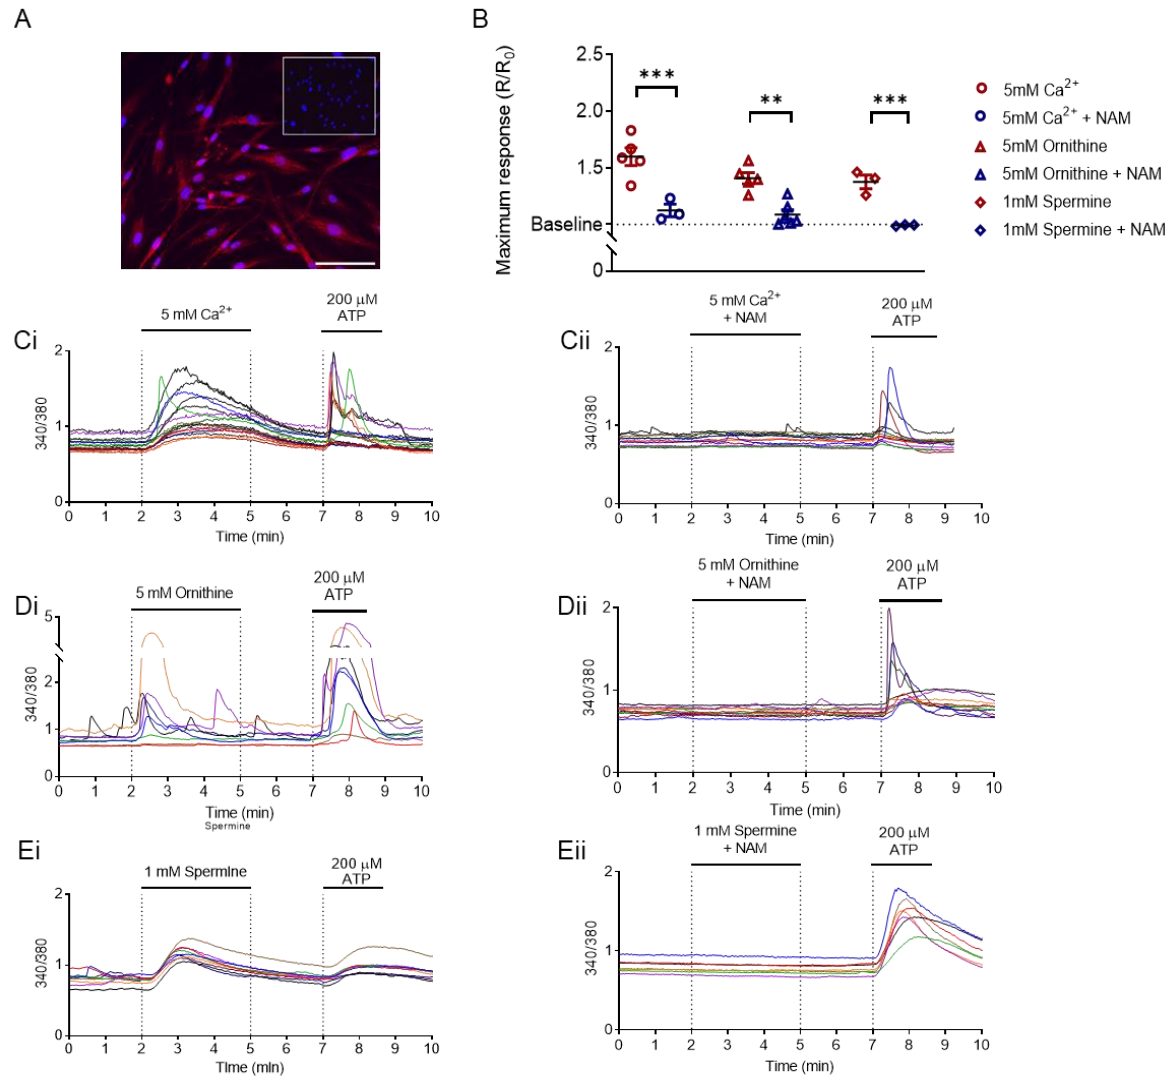 A
B
Maximum response (R/R₀)
2.5
2.0
1.5
Baseline
0
***
**
***
5mM Ca²⁺
5mM Ca²⁺ + NAM
5mM Ornithine
5mM Ornithine + NAM
1mM Spermine
1mM Spermine + NAM
Ci
5 mM Ca²⁺
200 μM
ATP
340/380
2
1
0
0 1 2 3 4 5 6 7 8 9 10
Time (min)
Cii
5 mM Ca²⁺
+ NAM
200 μM
ATP
340/380
2
1
0
0 1 2 3 4 5 6 7 8 9 10
Time (min)
Di
5 mM Ornithine
200 μM
ATP
340/380
5
2
1
0
0 1 2 3 4 5 6 7 8 9 10
Time (min)
Spermine
Dii
5 mM Ornithine
+ NAM
200 μM
ATP
340/380
2
1
0
0 1 2 3 4 5 6 7 8 9 10
Time (min)
Ei
1 mM Spermine
200 μM
ATP
340/380
2
1
0
0 1 2 3 4 5 6 7 8 9 10
Time (min)
Eii
1 mM Spermine
+ NAM
200 μM
ATP
340/380
2
1
0
0 1 2 3 4 5 6 7 8 9 10
Time (min)